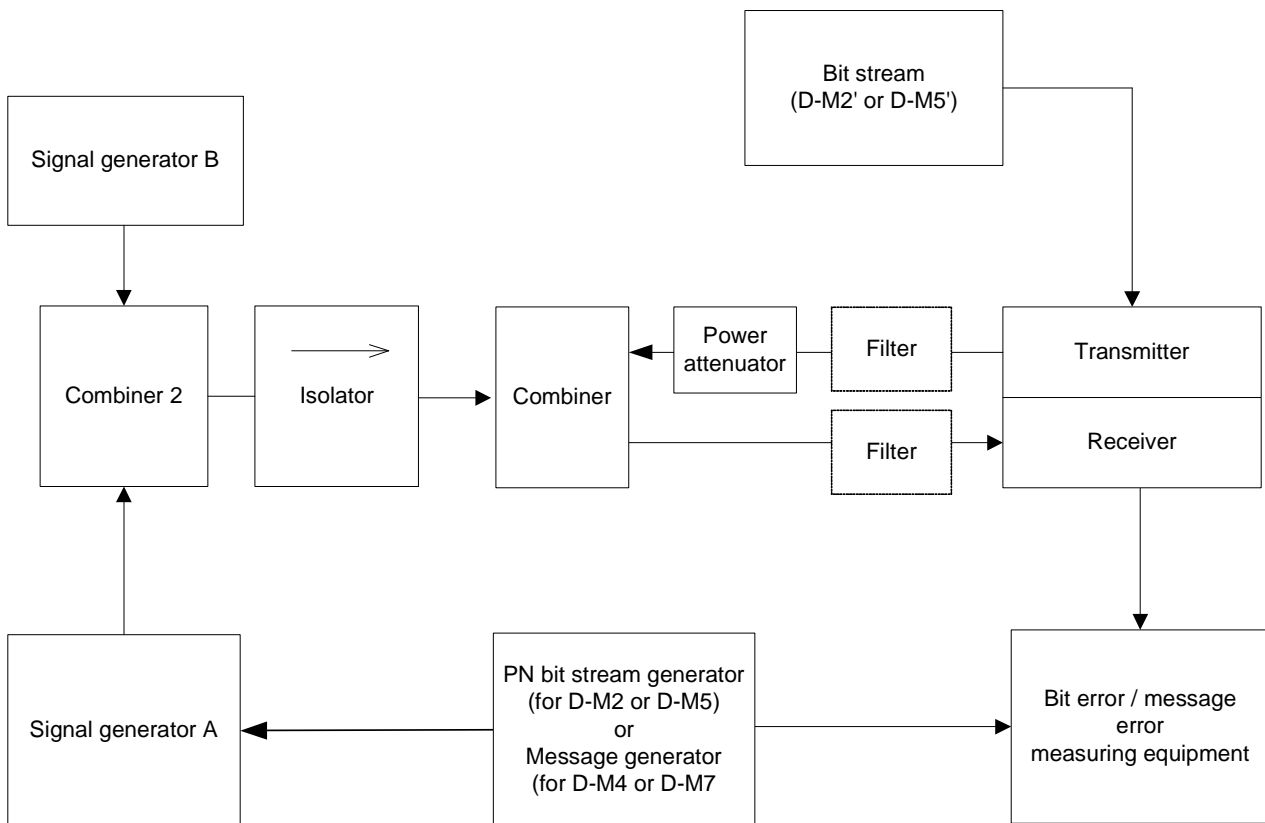 Bit stream
(D-M2' or D-M5')
Signal generator B
Power
attenuator
Filter
Transmitter
Combiner 2
Isolator
Combiner
Filter
Receiver
Signal generator A
PN bit stream generator
(for D-M2 or D-M5)
or
Message generator
(for D-M4 or D-M7
Bit error / message
error
measuring equipment